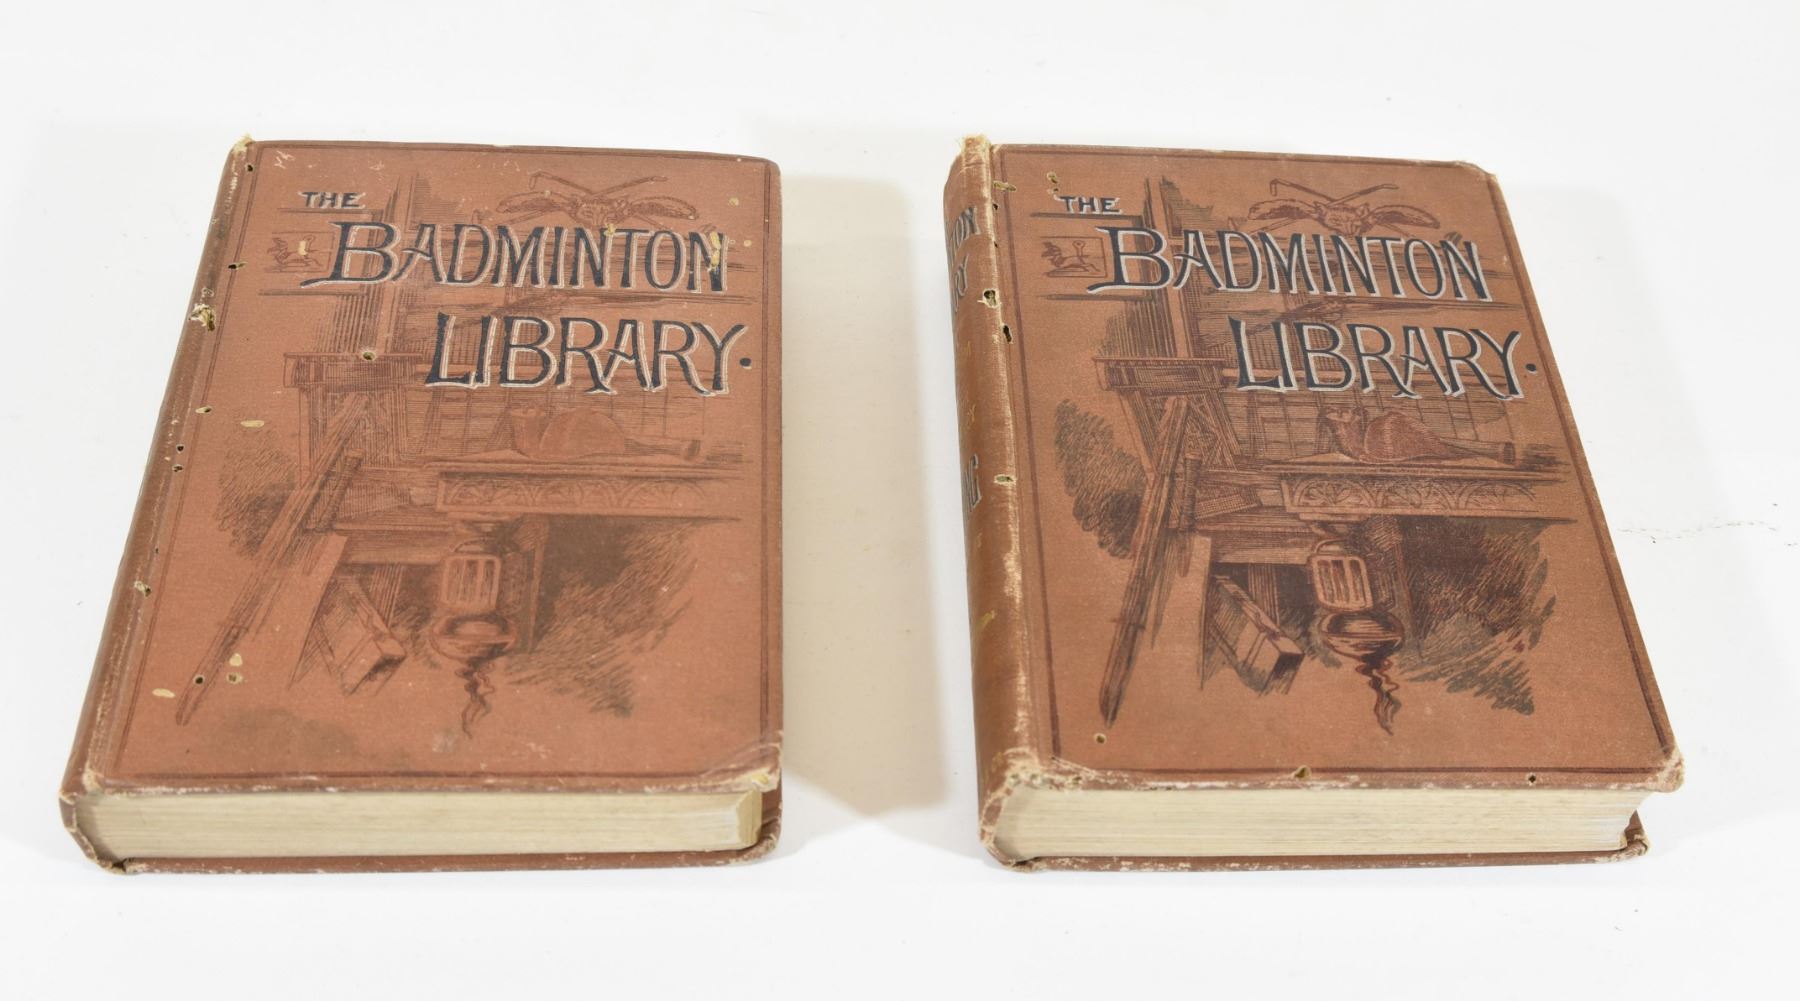 THE
BADMINTON
LIBRARY.
THE
BADMINTON
LIBRARY.